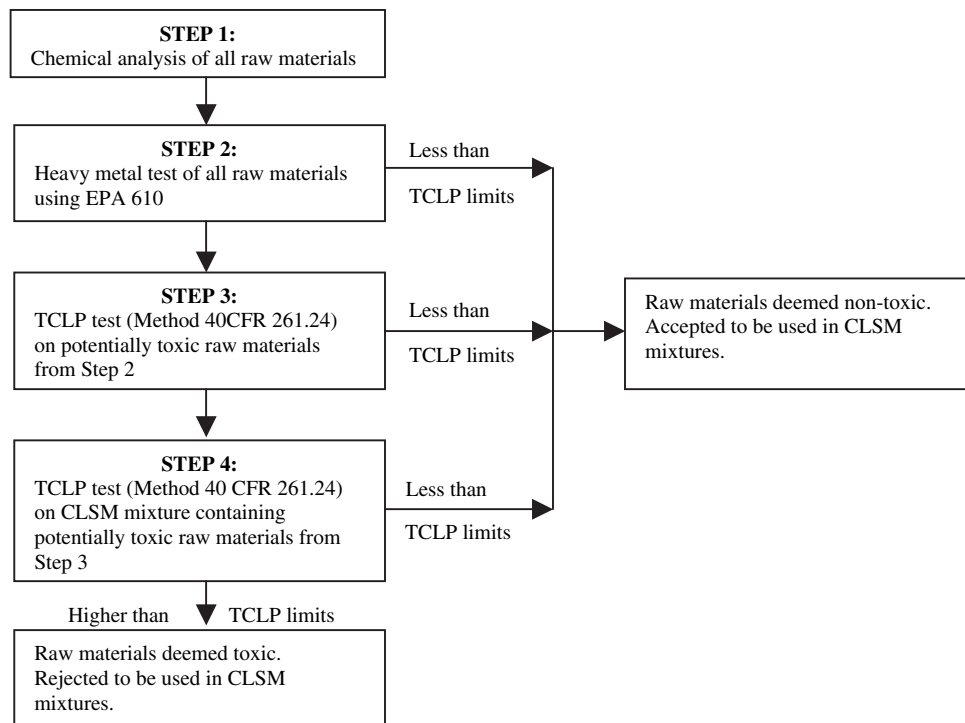 STEP 1:
Chemical analysis of all raw materials
STEP 2:
Heavy metal test of all raw materials
using EPA 610
Less than
TCLP limits
STEP 3:
TCLP test (Method 40CFR 261.24)
on potentially toxic raw materials
from Step 2
Less than
TCLP limits
Raw materials deemed non-toxic.
Accepted to be used in CLSM
mixtures.
STEP 4:
TCLP test (Method 40 CFR 261.24)
on CLSM mixture containing
potentially toxic raw materials from
Step 3
Less than
TCLP limits
Higher than TCLP limits
Raw materials deemed toxic.
Rejected to be used in CLSM
mixtures.